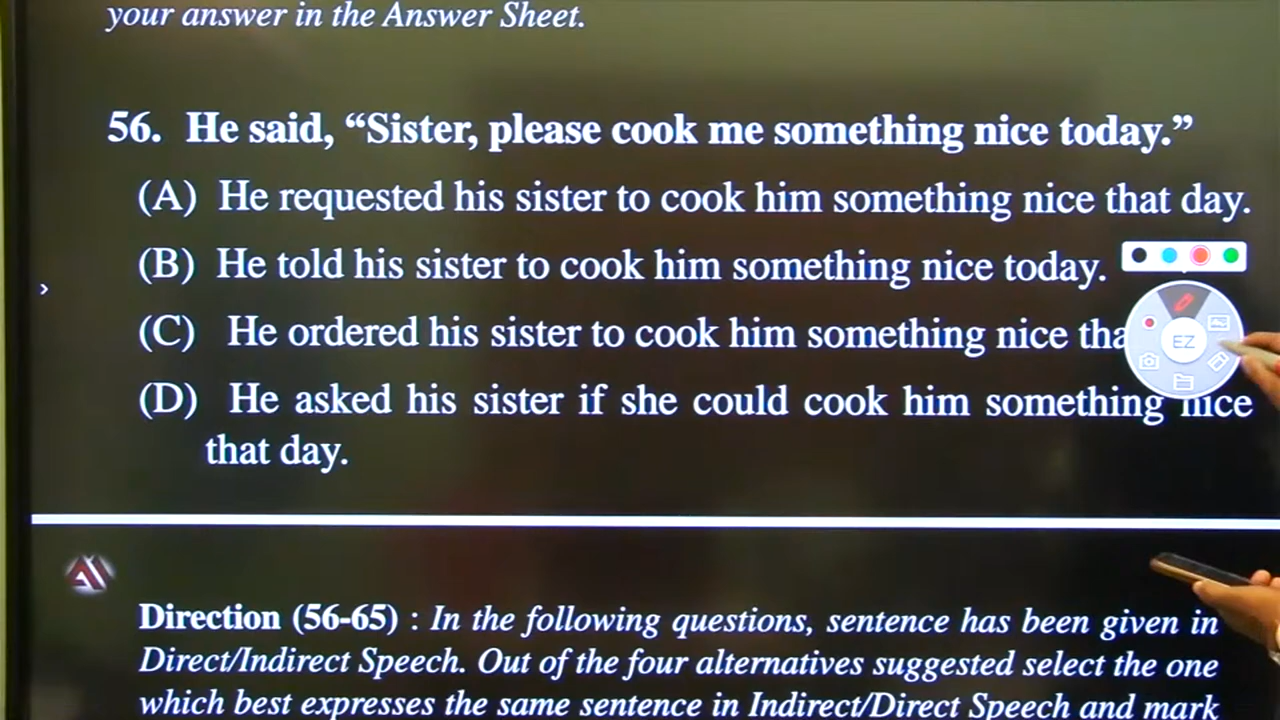 your answer in the Answer Sheet.
56. He said, “Sister, please cook me something nice today.”
(A) He requested his sister to cook him something nice that day.
(B) He told his sister to cook him something nice today.
(C) He ordered his sister to cook him something nice tha
EZ
(D) He asked his sister if she could cook him something nice
that day.
Direction (56-65) : In the following questions, sentence has been given in
Direct/Indirect Speech. Out of the four alternatives suggested select the one
which best expresses the same sentence in Indirect/Direct Speech and mark